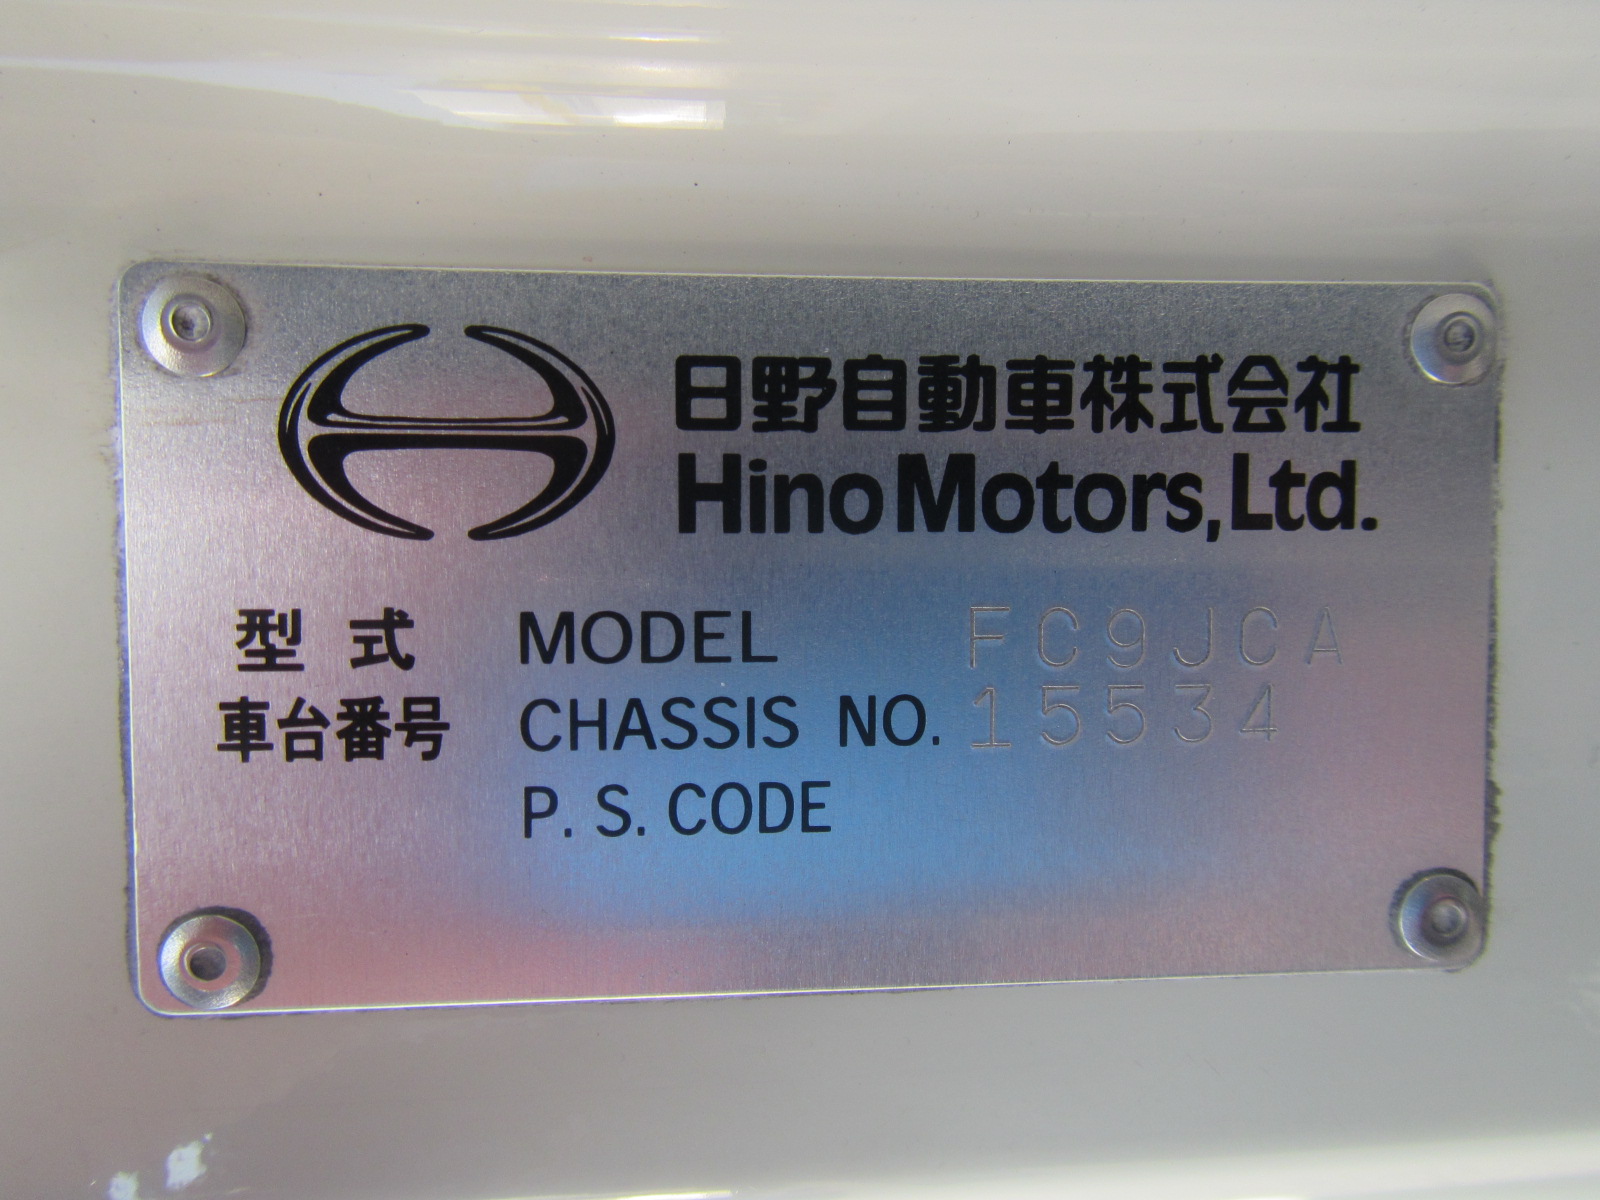 日野自動車株式会社
Hino Motors, Ltd.
型式 MODEL FC9JCA
車台番号 CHASSIS NO. 15534
P. S. CODE